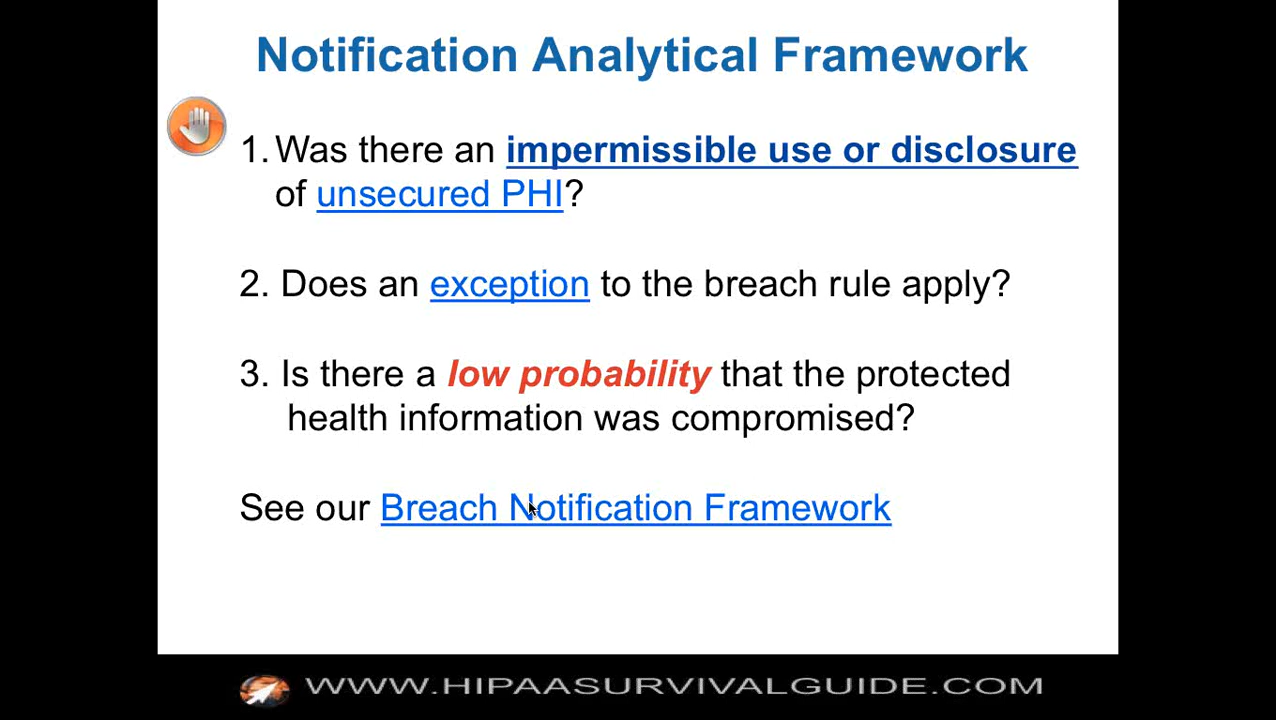 Notification Analytical Framework
1. Was there an impermissible use or disclosure
of unsecured PHI?
2. Does an exception to the breach rule apply?
3. Is there a low probability that the protected
health information was compromised?
See our Breach Notification Framework
WWW.HIPAASURVIVALGUIDE.COM